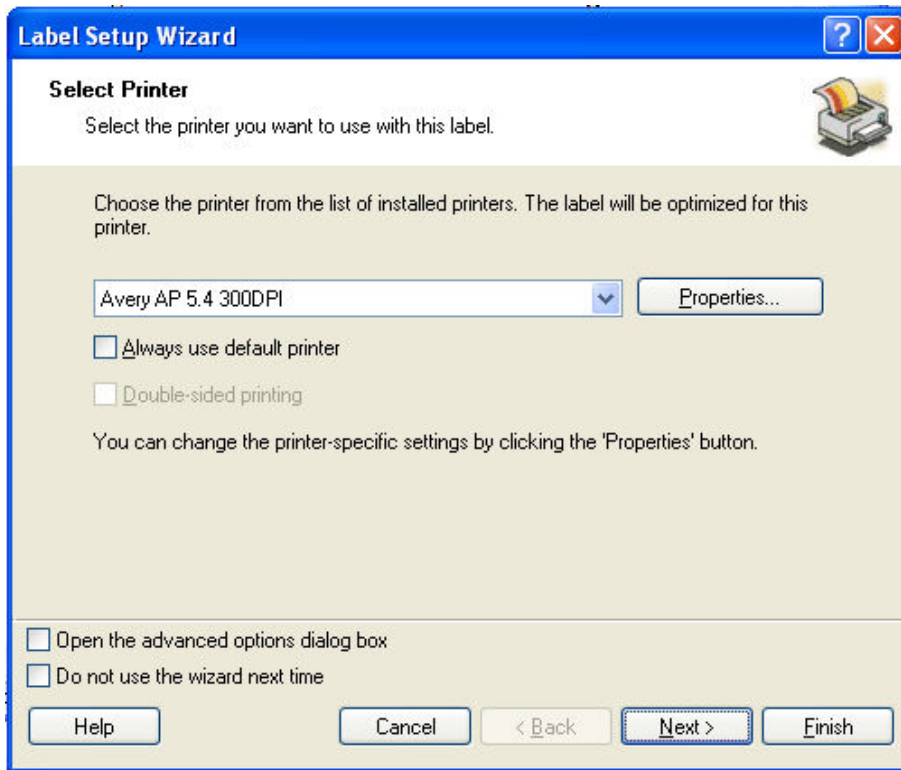 Label Setup Wizard
Select Printer
Select the printer you want to use with this label.
Choose the printer from the list of installed printers. The label will be optimized for this
printer.
Avery AP 5.4 300DPI
Properties...
Always use default printer
Double-sided printing
You can change the printer-specific settings by clicking the 'Properties' button.
Open the advanced options dialog box
Do not use the wizard next time
Help
Cancel
< Back
Next >
Finish